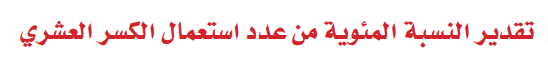 تقدير النسبة المئوية من عدد استعمال الكسر العشري